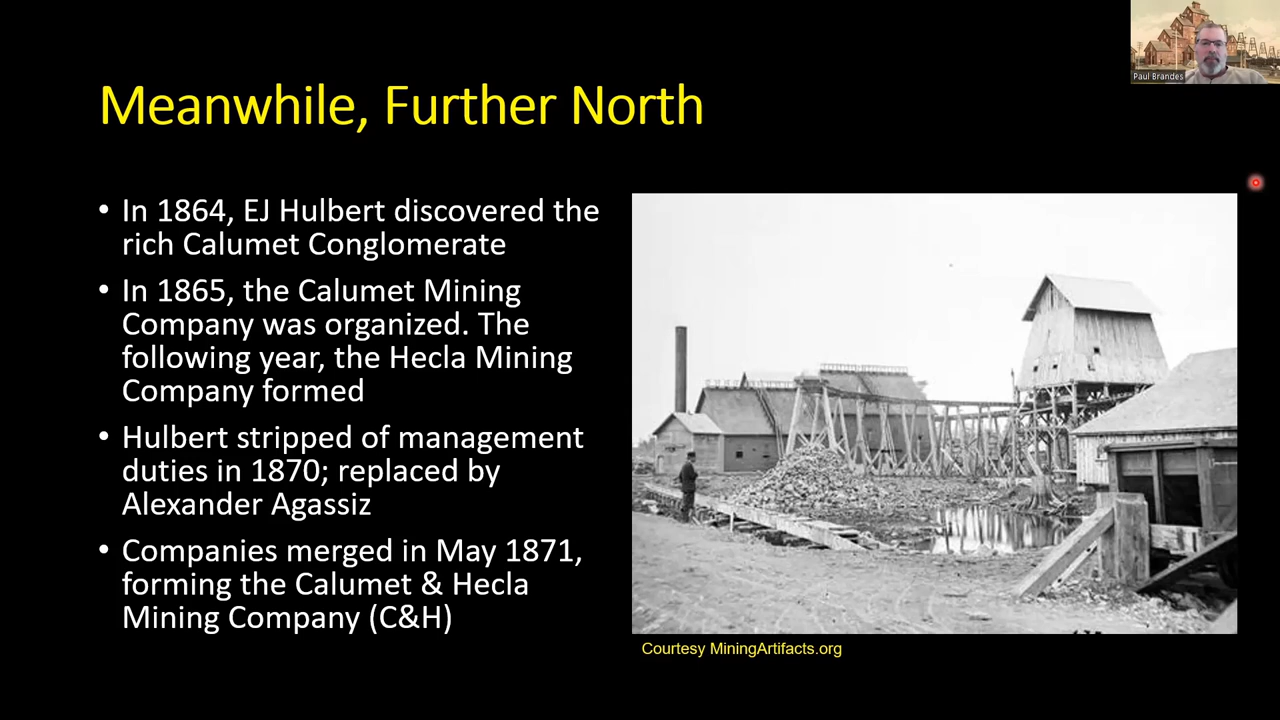 Paul Brandes
Meanwhile, Further North
• In 1864, EJ Hulbert discovered the
rich Calumet Conglomerate
• In 1865, the Calumet Mining
Company was organized. The
following year, the Hecla Mining
Company formed
• Hulbert stripped of management
duties in 1870; replaced by
Alexander Agassiz
• Companies merged in May 1871,
forming the Calumet & Hecla
Mining Company (C&H)
Courtesy MiningArtifacts.org